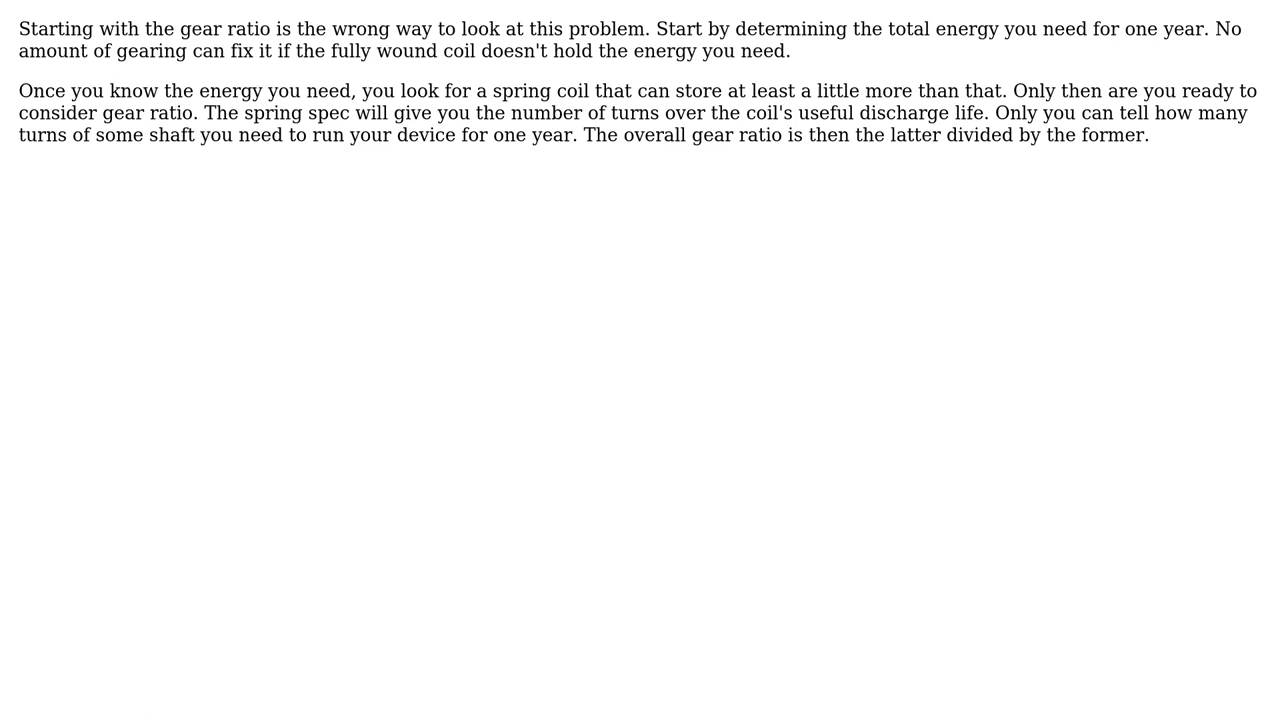 Starting with the gear ratio is the wrong way to look at this problem. Start by determining the total energy you need for one year. No
amount of gearing can fix it if the fully wound coil doesn't hold the energy you need.
Once you know the energy you need, you look for a spring coil that can store at least a little more than that. Only then are you ready to
consider gear ratio. The spring spec will give you the number of turns over the coil's useful discharge life. Only you can tell how many
turns of some shaft you need to run your device for one year. The overall gear ratio is then the latter divided by the former.